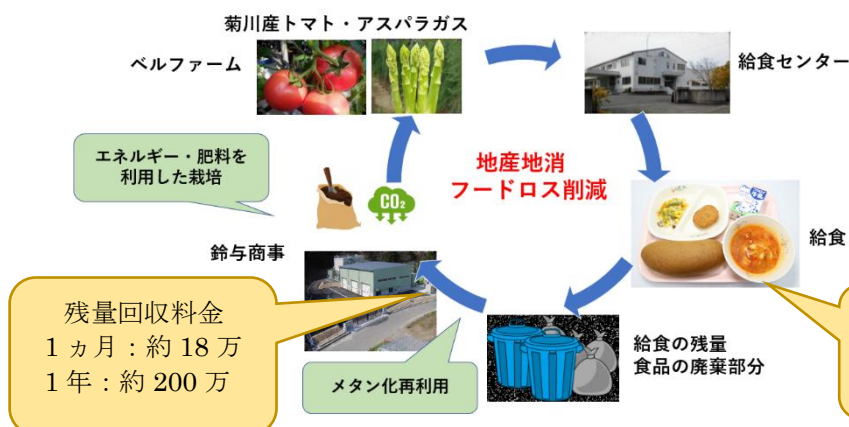 菊川産トマト・アスパラガス
ベルファーム
給食センター
エネルギー・肥料を
利用した栽培
地産地消
フードロス削減
CO₂
給食
鈴与商事
残量回収料金
1ヵ月：約18万
1年：約200万
給食の残量
食品の廃棄部分
メタン化再利用